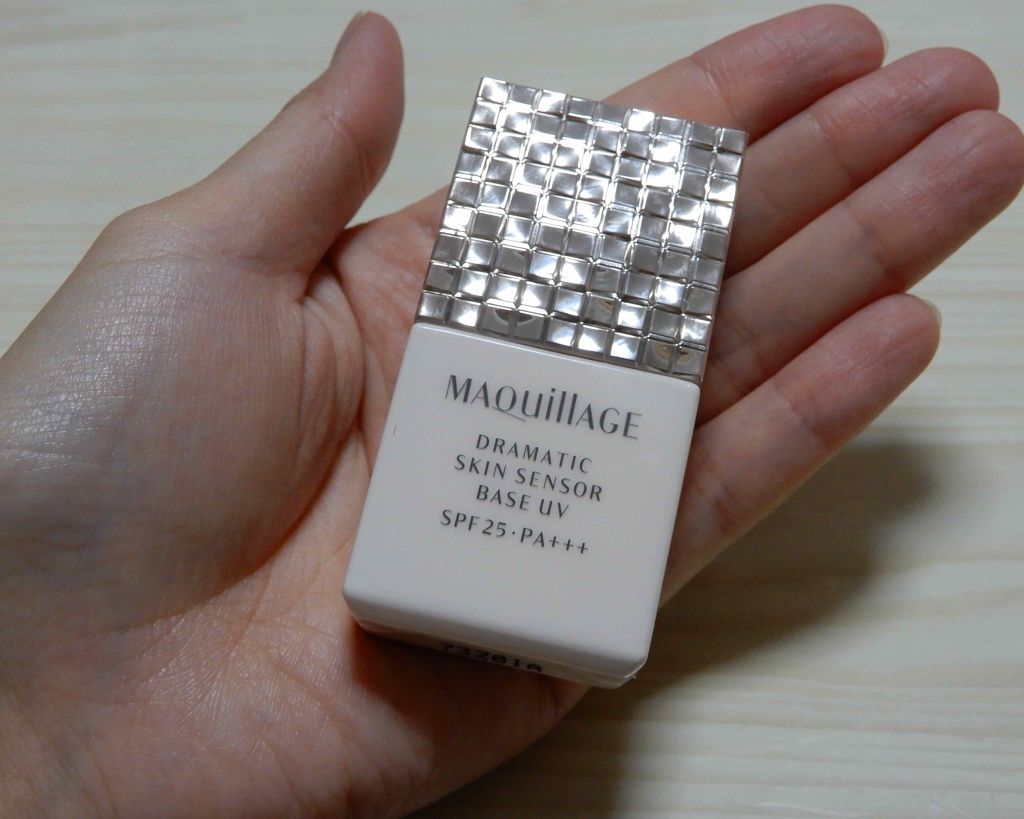 MAQuillAGE
DRAMATIC
SKIN SENSOR
BASE UV
SPF25·PA+++